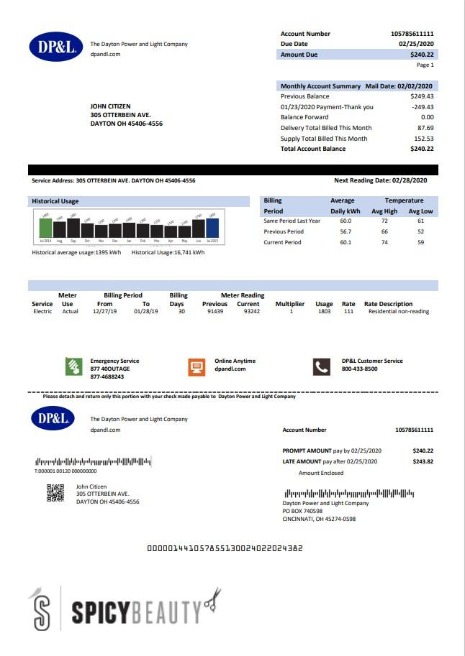 DP&L
The Dayton Power and Light Company
dpandl.com
Account Number 105785611111
Due Date 02/25/2020
Amount Due $240.22
Page 1
Monthly Account Summary Mail Date: 02/02/2020
Previous Balance $249.43
01/23/2020 Payment-Thank you -249.43
Balance Forward 0.00
Delivery Total Billed This Month 87.69
Supply Total Billed This Month 152.53
Total Account Balance $240.22
JOHN CITIZEN
305 OTTERBEIN AVE.
DAYTON OH 45406-4556
Service Address: 305 OTTERBEIN AVE. DAYTON OH 45406-4556 Next Reading Date: 02/28/2020
Historical Usage
Jul 2019 Aug Sep Oct Nov Dec Jan Feb Mar Apr May Jun Jul 2020
Historical average usage:1395 kWh Historical Usage:16,741 kWh
Billing Average Temperature
Period Daily kWh Avg High Avg Low
Same Period Last Year 60.0 72 61
Previous Period 56.7 66 52
Current Period 60.1 74 59
Meter Billing Period Billing Meter Reading
Service Use From To Days Previous Current Multiplier Usage Rate Rate Description
Electric Actual 12/27/19 01/28/19 30 91439 93242 1 1803 111 Residential non-reading
Emergency Service
877 4OOUTAGE
877-4688243
Online Anytime
dpandl.com
DP&L Customer Service
800-433-8500
Please detach and return only this portion with your check made payable to Dayton Power and Light Company
DP&L
The Dayton Power and Light Company
dpandl.com
Account Number 105785611111
PROMPT AMOUNT pay by 02/25/2020 $240.22
LATE AMOUNT pay after 02/25/2020 $243.82
Amount Enclosed
T:000001 00120 000000000
John Citizen
305 OTTERBEIN AVE.
DAYTON OH 45406-4556
Dayton Power and Light Company
PO BOX 740598
CINCINNATI, OH 45274-0598
000001441057855130024022024382
S SPICYBEAUTY